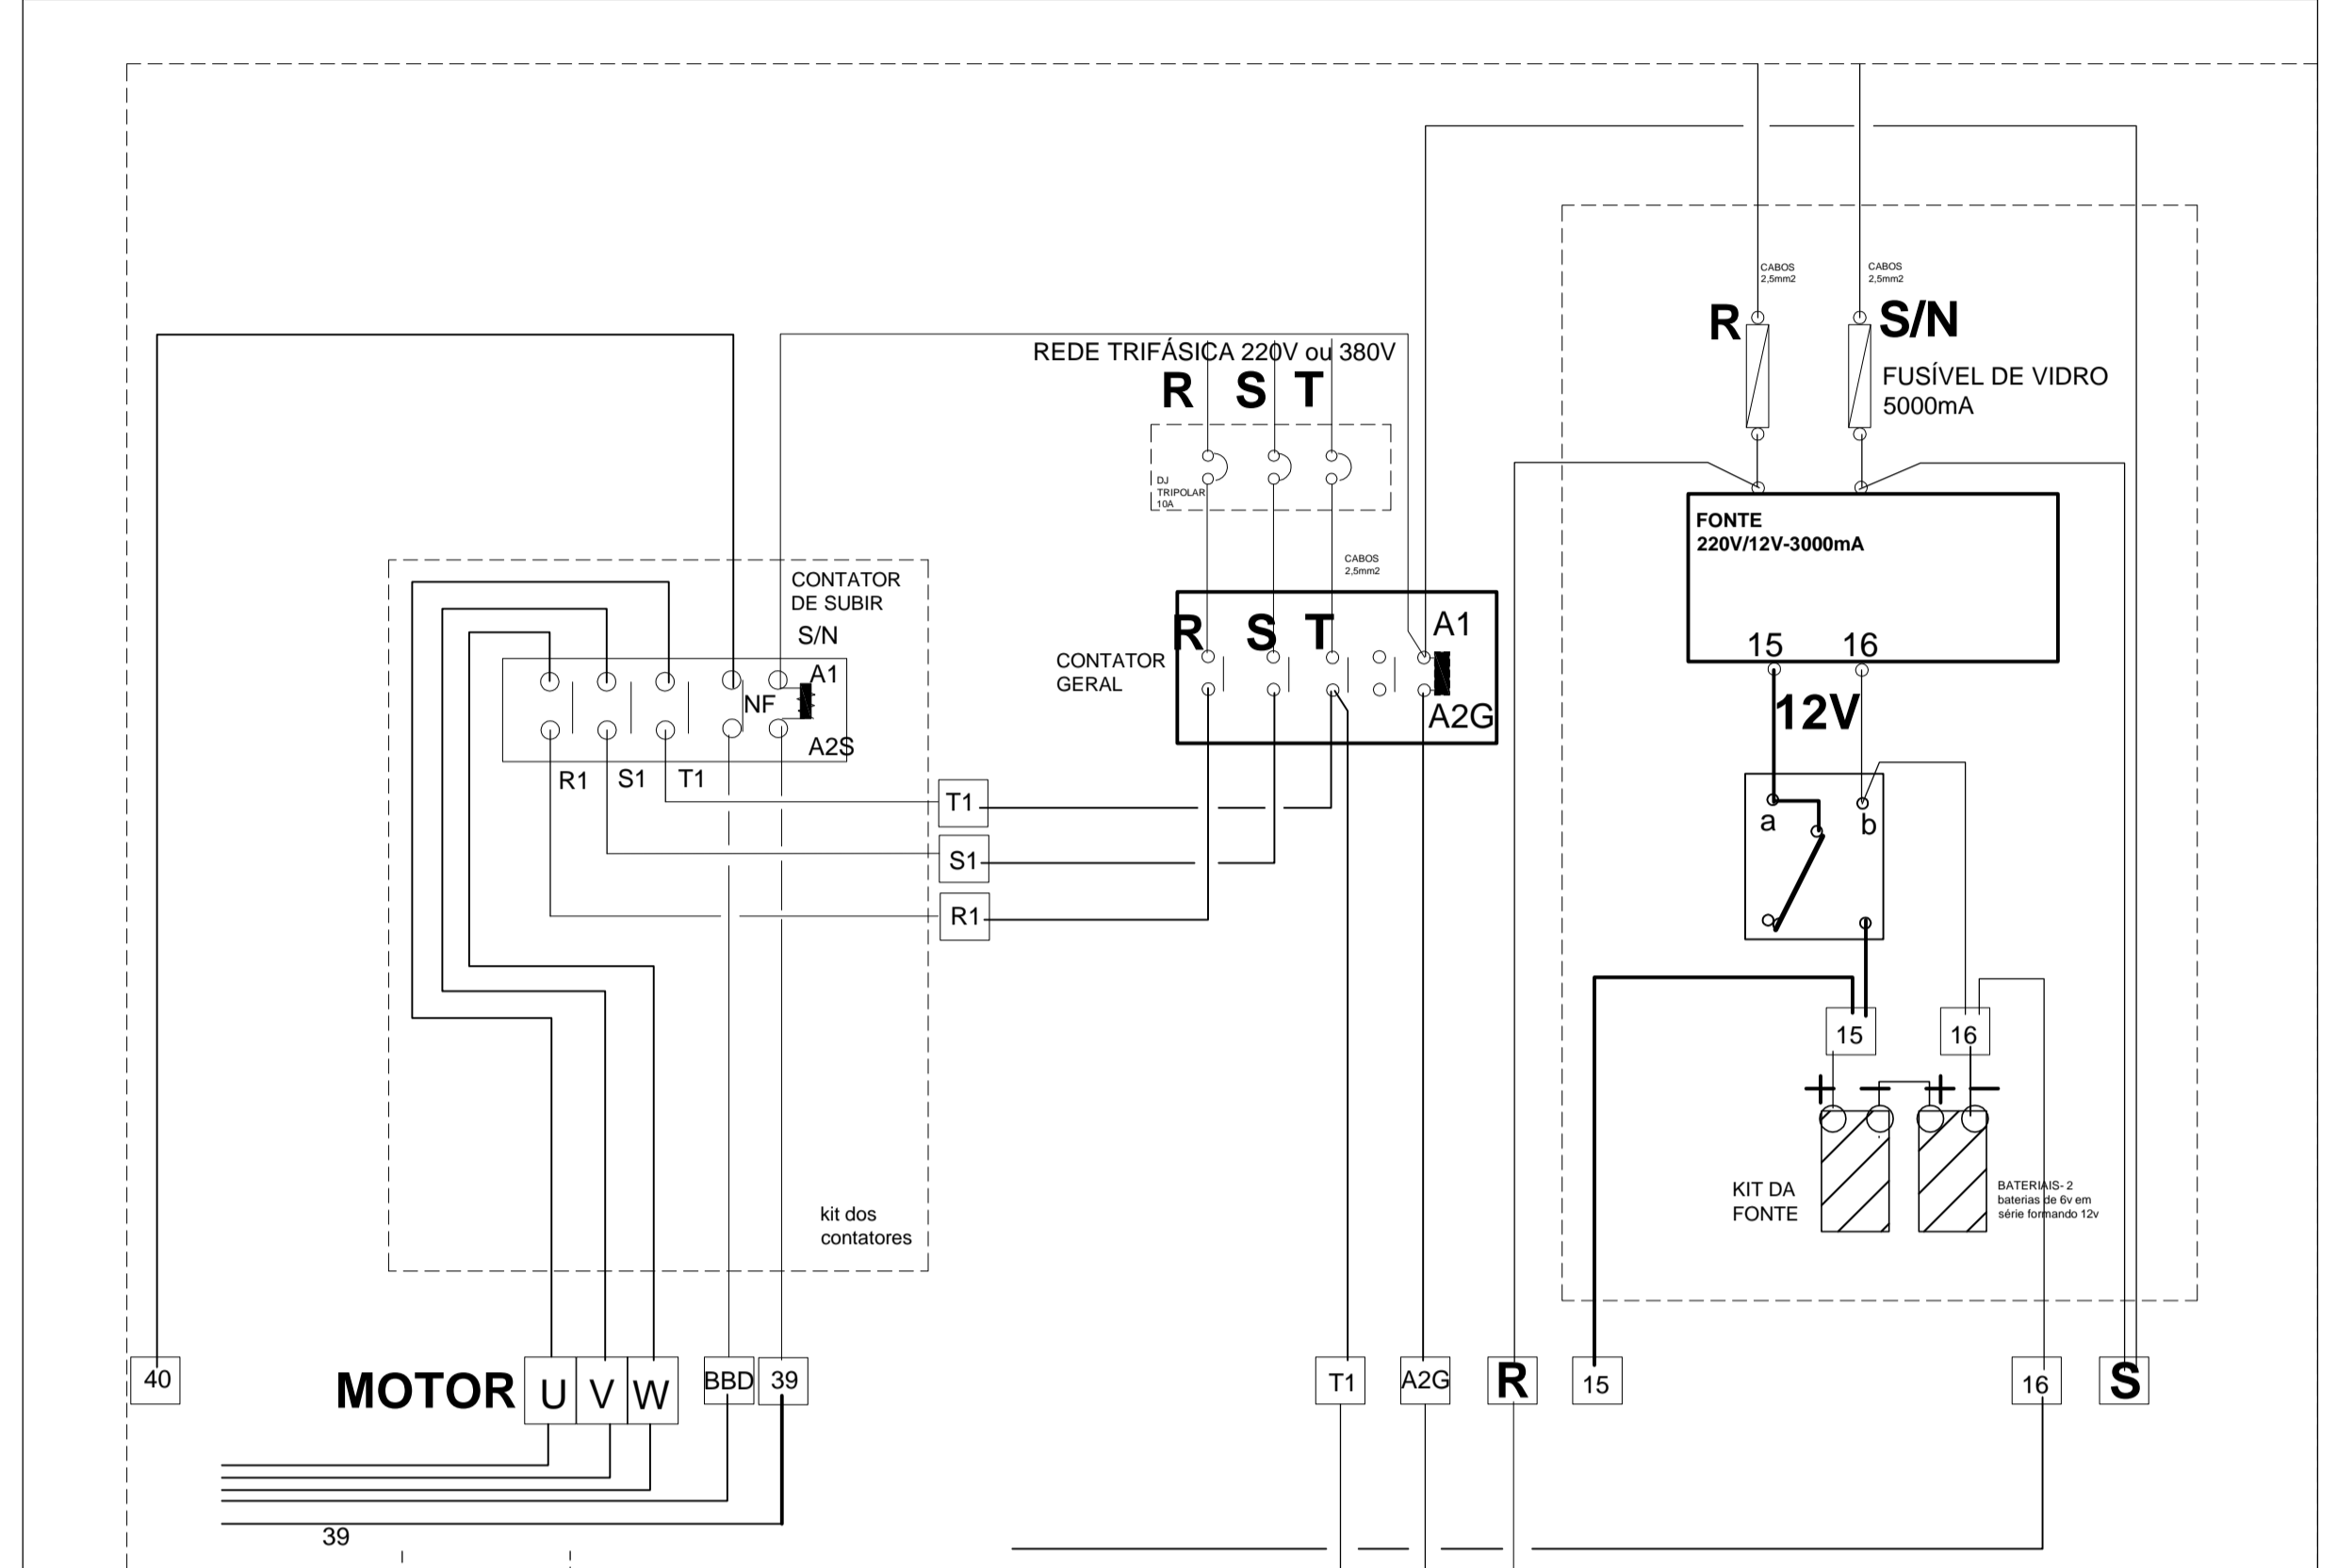 CABOS
2,5mm2
CABOS
2,5mm2
R
S/N
FUSÍVEL DE VIDRO
5000mA
REDE TRIFÁSICA 220V ou 380V
R S T
DJ
TRIPOLAR
10A
CABOS
2,5mm2
FONTE
220V/12V-3000mA
15 16
12V
a b
CONTATOR
DE SUBIR
S/N
A1
NF
A2S
R1 S1 T1
CONTATOR
GERAL
R S T
A1
A2G
T1
S1
R1
15
16
+ − + −
KIT DA
FONTE
BATERIAIS- 2
baterias de 6v em
série formando 12v
kit dos
contatores
40
MOTOR
U V W
BBD
39
T1
A2G
R
15
16
S
39